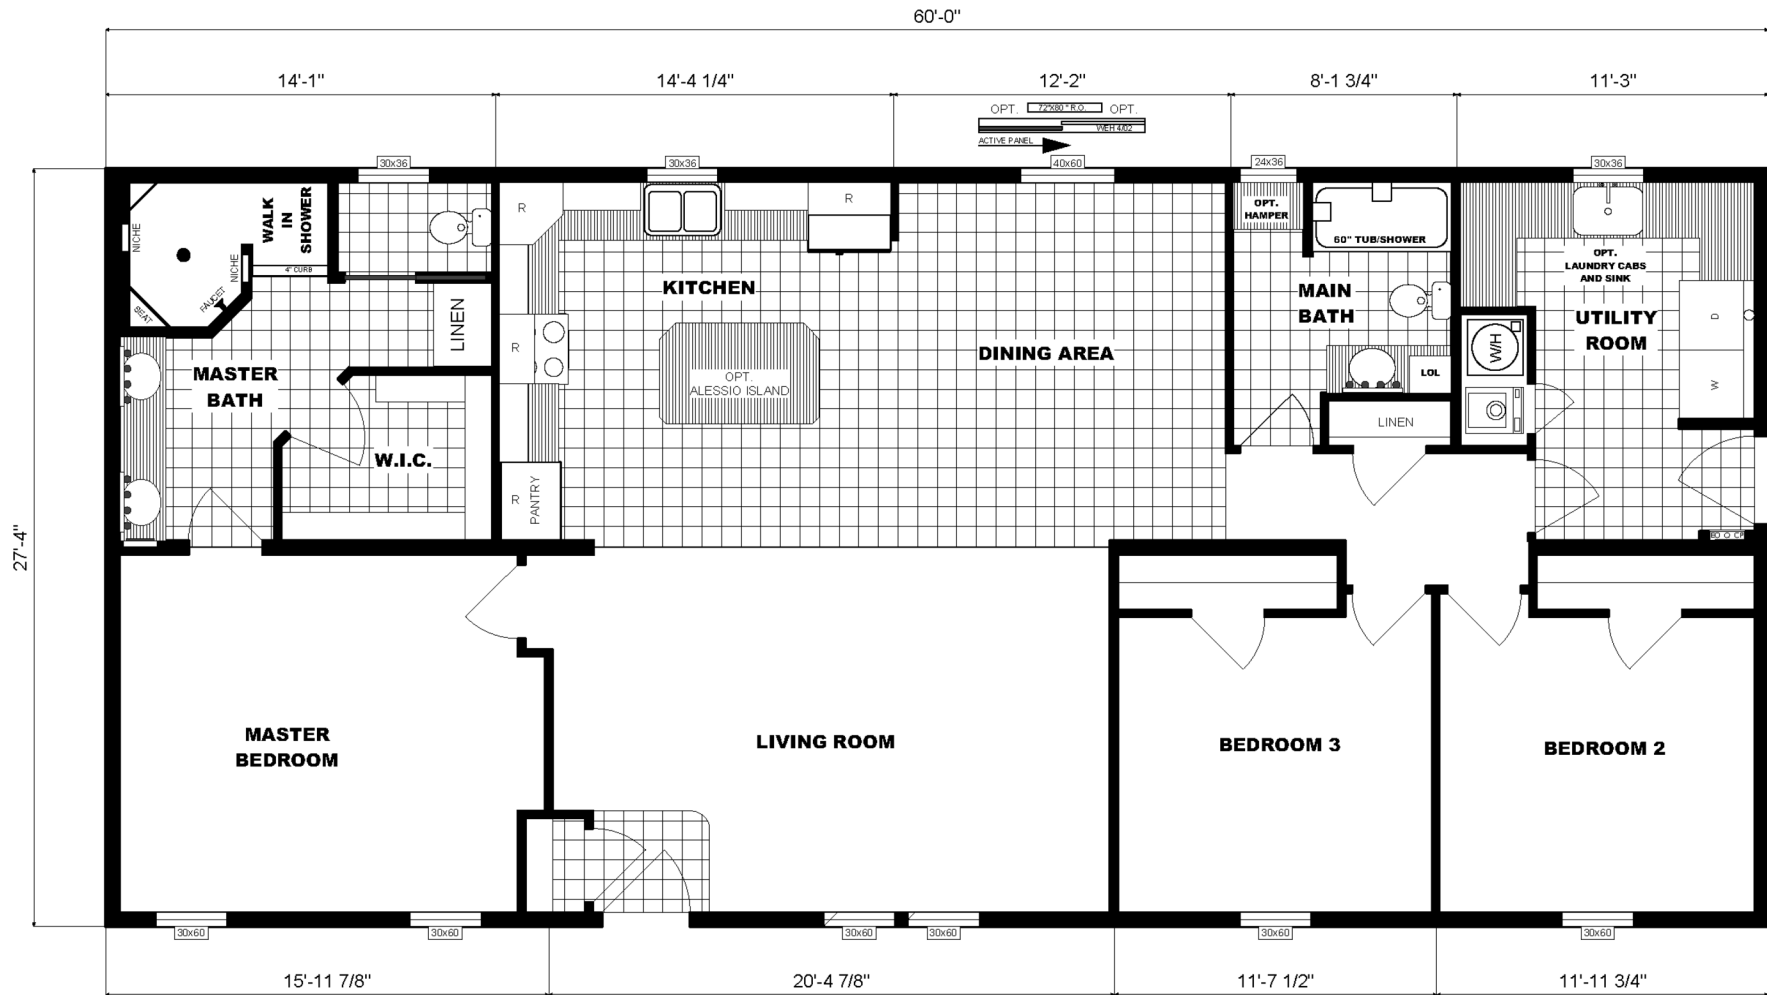 60'-0"
14'-1"
14'-4 1/4"
12'-2"
8'-1 3/4"
11'-3"
OPT.
72"X80" R.O.
OPT.
WEH 4/02
ACTIVE PANEL
30x36
30x36
40x60
24x36
30x36
NICHE
WALK
IN
SHOWER
NICHE
4" CURB
FAUCET
SEAT
R
R
OPT.
HAMPER
60" TUB/SHOWER
OPT.
LAUNDRY CABS
AND SINK
KITCHEN
MAIN
BATH
UTILITY
ROOM
LINEN
R
D
W/H
DINING AREA
MASTER
BATH
OPT.
ALESSIO ISLAND
LOL
W
LINEN
W.I.C.
R
PANTRY
27'-4"
MASTER
BEDROOM
LIVING ROOM
BEDROOM 3
BEDROOM 2
30x60
30x60
30x60
30x60
30x60
30x60
15'-11 7/8"
20'-4 7/8"
11'-7 1/2"
11'-11 3/4"